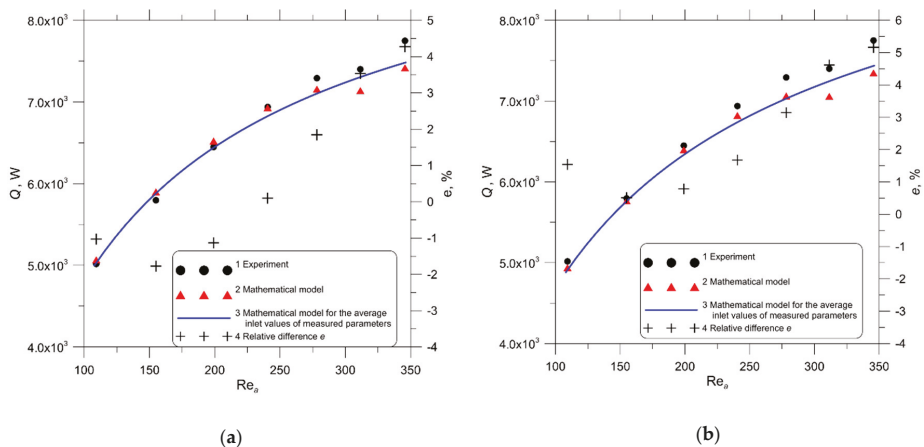 (a)
8.0x10³
7.0x10³
6.0x10³
5.0x10³
4.0x10³
Q, W
5
4
3
2
1
0
-1
-2
-3
-4
e, %
1 Experiment
2 Mathematical model
3 Mathematical model for the average
inlet values of measured parameters
4 Relative difference e
100 150 200 250 300 350
Reₐ
(a)
(b)
8.0x10³
7.0x10³
6.0x10³
5.0x10³
4.0x10³
Q, W
6
5
4
3
2
1
0
-1
-2
-3
-4
e, %
1 Experiment
2 Mathematical model
3 Mathematical model for the average
inlet values of measured parameters
4 Relative difference e
100 150 200 250 300 350
Reₐ
(b)